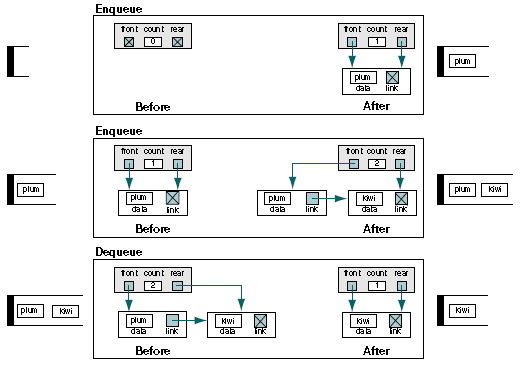 Enqueue
front count rear
0
front count rear
1
plum
plum
data link
Before
After
Enqueue
front count rear
1
front count rear
2
plum
plum
plum
kiwi
plum
kiwi
data link
data link
data link
Before
After
Dequeue
front count rear
2
front count rear
1
plum
kiwi
plum
kiwi
kiwi
kiwi
data link
data link
data link
Before
After